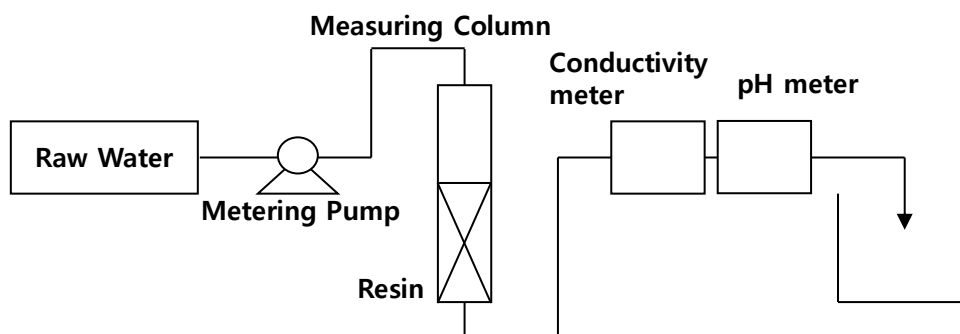 Measuring Column
Conductivity
meter
pH meter
Raw Water
Metering Pump
Resin